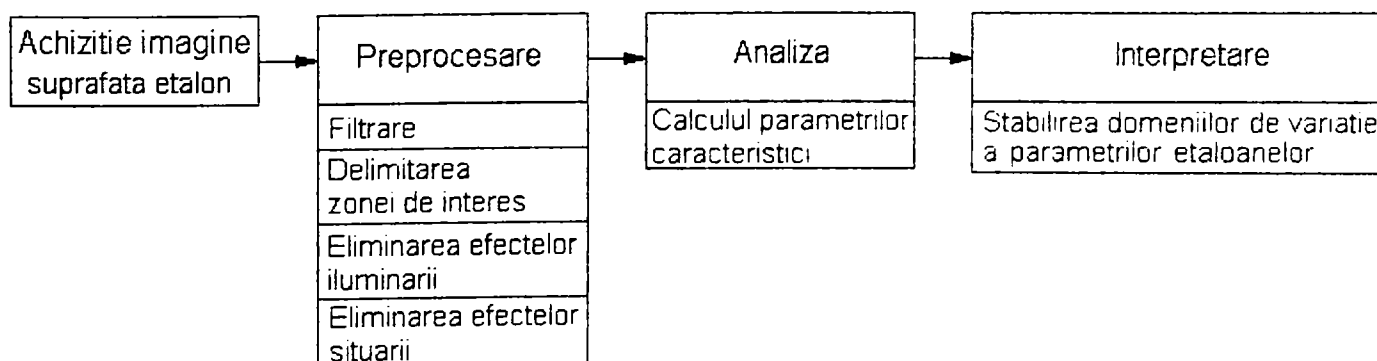 Achizitie imagine
suprafata etalon
Preprocesare
Filtrare
Delimitarea
zonei de interes
Eliminarea efectelor
iluminarii
Eliminarea efectelor
situarii
Analiza
Calculul parametrilor
caracteristici
Interpretare
Stabilirea domeniilor de variatie
a parametrilor etaloanelor